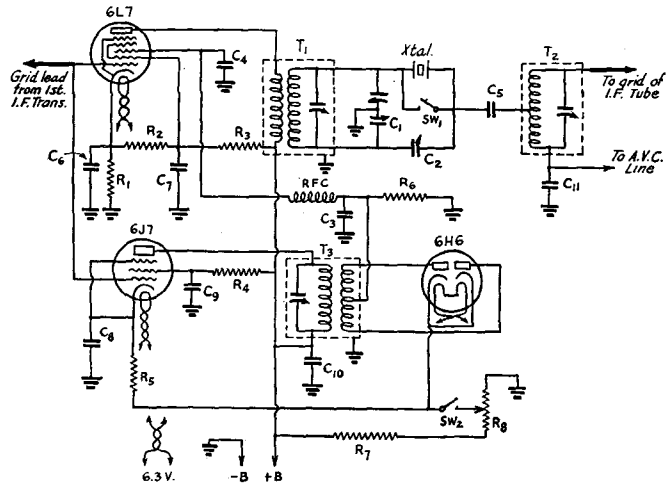 6L7
Grid lead
from 1st.
I.F. Trans.
C4
T1
Xtal.
T2
To grid of
I.F. Tube
C1
SW1
C5
C2
R2
R3
C6
R1
C7
To A.V.C.
Line
C11
RFC
R6
C3
6J7
T3
6H6
C9
R4
C8
R5
C10
SW2
R8
R7
6.3 V.
-B
+B